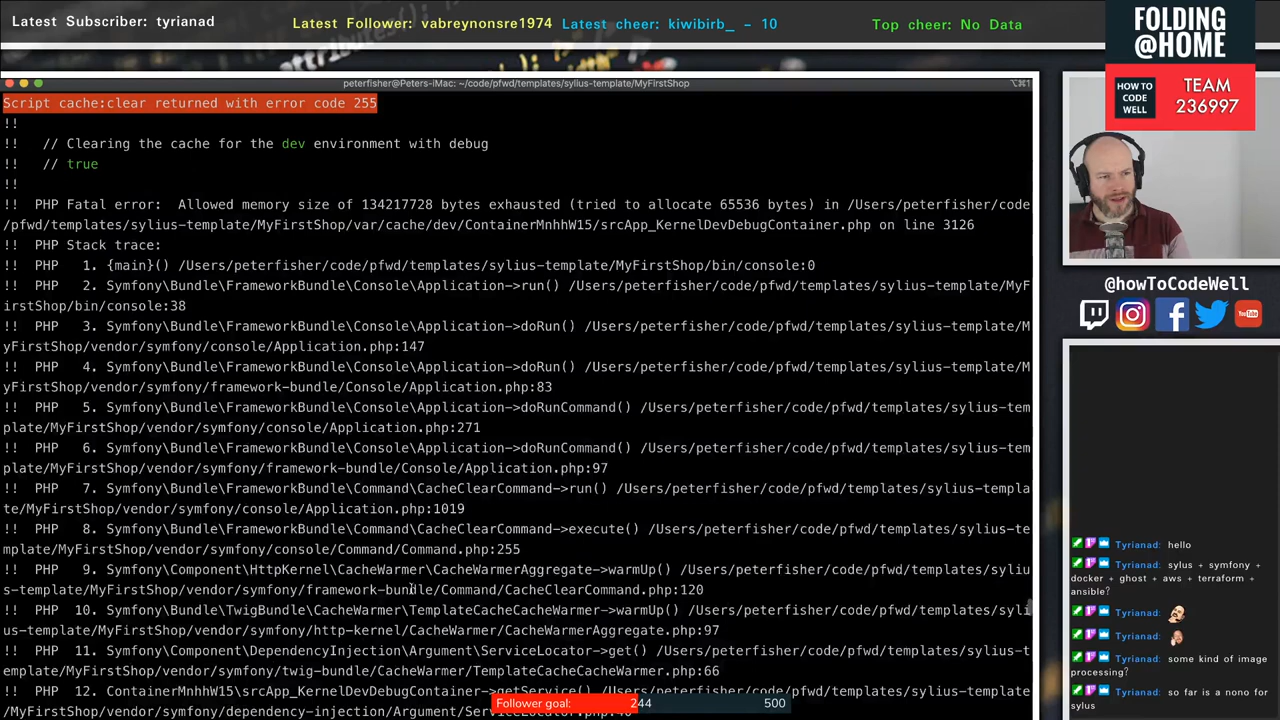 Latest Subscriber: tyrianad
Latest Follower: vabreynonsre1974
Latest cheer: kiwibirb_ - 10
Top cheer: No Data
FOLDING
@HOME
HOW TO
CODE
WELL
TEAM
236997
peterfisher@Peters-iMac: ~/code/pfwd/templates/sylius-template/MyFirstShop
⌥⌘1
Script cache:clear returned with error code 255
!!
!!    // Clearing the cache for the dev environment with debug
!!    // true
!!
!!  PHP Fatal error:  Allowed memory size of 134217728 bytes exhausted (tried to allocate 65536 bytes) in /Users/peterfisher/code
/pfwd/templates/sylius-template/MyFirstShop/var/cache/dev/ContainerMnhhW15/srcApp_KernelDevDebugContainer.php on line 3126
!!  PHP Stack trace:
!!  PHP   1. {main}() /Users/peterfisher/code/pfwd/templates/sylius-template/MyFirstShop/bin/console:0
!!  PHP   2. Symfony\Bundle\FrameworkBundle\Console\Application->run() /Users/peterfisher/code/pfwd/templates/sylius-template/MyF
irstShop/bin/console:38
!!  PHP   3. Symfony\Bundle\FrameworkBundle\Console\Application->doRun() /Users/peterfisher/code/pfwd/templates/sylius-template/M
yFirstShop/vendor/symfony/console/Application.php:147
!!  PHP   4. Symfony\Bundle\FrameworkBundle\Console\Application->doRun() /Users/peterfisher/code/pfwd/templates/sylius-template/M
yFirstShop/vendor/symfony/framework-bundle/Console/Application.php:83
!!  PHP   5. Symfony\Bundle\FrameworkBundle\Console\Application->doRunCommand() /Users/peterfisher/code/pfwd/templates/sylius-tem
plate/MyFirstShop/vendor/symfony/console/Application.php:271
!!  PHP   6. Symfony\Bundle\FrameworkBundle\Console\Application->doRunCommand() /Users/peterfisher/code/pfwd/templates/sylius-tem
plate/MyFirstShop/vendor/symfony/framework-bundle/Console/Application.php:97
!!  PHP   7. Symfony\Bundle\FrameworkBundle\Command\CacheClearCommand->run() /Users/peterfisher/code/pfwd/templates/sylius-templa
te/MyFirstShop/vendor/symfony/console/Application.php:1019
!!  PHP   8. Symfony\Bundle\FrameworkBundle\Command\CacheClearCommand->execute() /Users/peterfisher/code/pfwd/templates/sylius-te
mplate/MyFirstShop/vendor/symfony/console/Command/Command.php:255
!!  PHP   9. Symfony\Component\HttpKernel\CacheWarmer\CacheWarmerAggregate->warmUp() /Users/peterfisher/code/pfwd/templates/syliu
s-template/MyFirstShop/vendor/symfony/framework-bundle/Command/CacheClearCommand.php:120
!!  PHP  10. Symfony\Bundle\TwigBundle\CacheWarmer\TemplateCacheCacheWarmer->warmUp() /Users/peterfisher/code/pfwd/templates/syli
us-template/MyFirstShop/vendor/symfony/http-kernel/CacheWarmer/CacheWarmerAggregate.php:97
!!  PHP  11. Symfony\Component\DependencyInjection\Argument\ServiceLocator->get() /Users/peterfisher/code/pfwd/templates/sylius-t
emplate/MyFirstShop/vendor/symfony/twig-bundle/CacheWarmer/TemplateCacheCacheWarmer.php:66
!!  PHP  12. ContainerMnhhW15\srcApp_KernelDevDebugContainer->getService() /Users/peterfisher/code/pfwd/templates/sylius-template
/MyFirstShop/vendor/symfony/dependency-injection/Argument/
Follower goal: 244 500
@howToCodeWell
YouTube
Tyrianad: hello
Tyrianad: sylus + symfony +
docker + ghost + aws + terraform +
ansible?
Tyrianad:
Tyrianad:
Tyrianad: some kind of image
processing?
Tyrianad: so far is a nono for
sylus